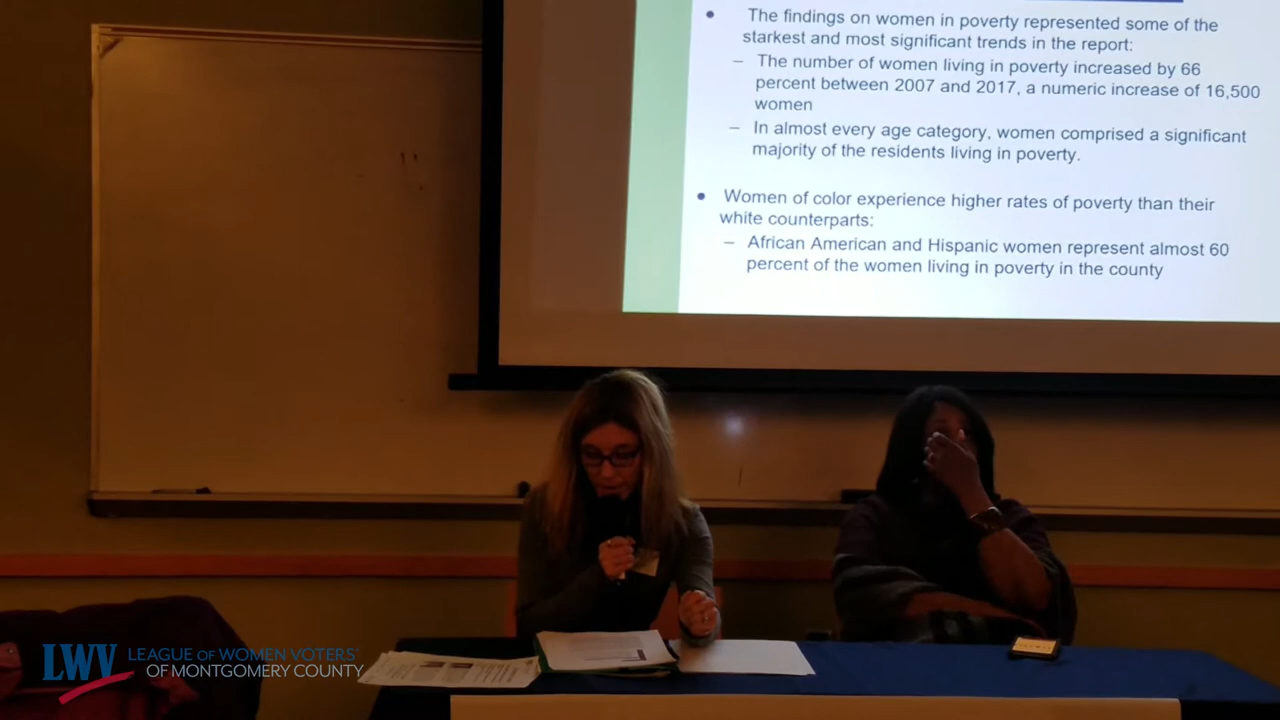 • The findings on women in poverty represented some of the
starkest and most significant trends in the report:
– The number of women living in poverty increased by 66
percent between 2007 and 2017, a numeric increase of 16,500
women
– In almost every age category, women comprised a significant
majority of the residents living in poverty.
• Women of color experience higher rates of poverty than their
white counterparts:
– African American and Hispanic women represent almost 60
percent of the women living in poverty in the county
LWV LEAGUE OF WOMEN VOTERS
OF MONTGOMERY COUNTY